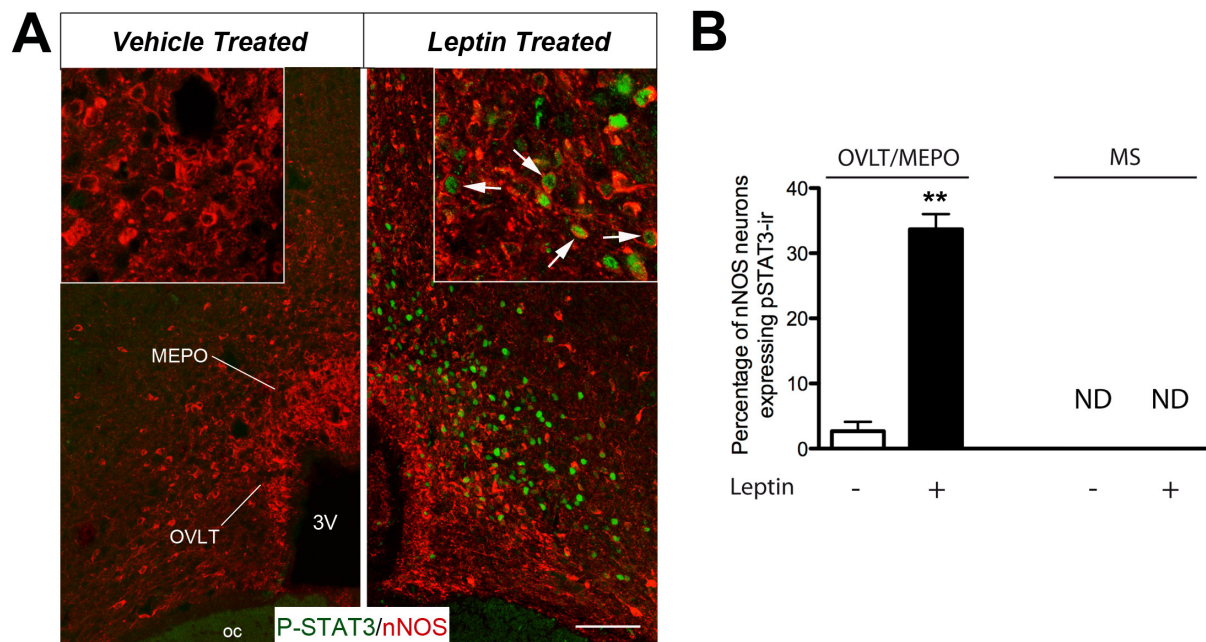 A
Vehicle Treated
Leptin Treated
MEPO
OVLT
3V
oc
P-STAT3/nNOS
B
OVLT/MEPO
MS
Percentage of nNOS neurons
expressing pSTAT3-ir
40
30
20
10
0
**
ND
ND
Leptin - + - +